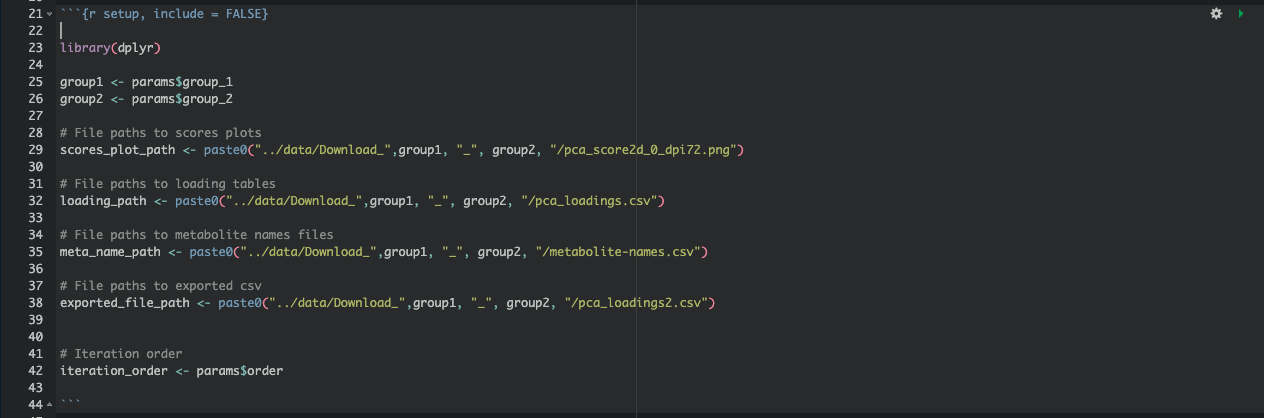 21 ```{r setup, include = FALSE}
22
23 library(dplyr)
24
25 group1 <- params$group_1
26 group2 <- params$group_2
27
28 # File paths to scores plots
29 scores_plot_path <- paste0("../data/Download_",group1, "_", group2, "/pca_score2d_0_dpi72.png")
30
31 # File paths to loading tables
32 loading_path <- paste0("../data/Download_",group1, "_", group2, "/pca_loadings.csv")
33
34 # File paths to metabolite names files
35 meta_name_path <- paste0("../data/Download_",group1, "_", group2, "/metabolite-names.csv")
36
37 # File paths to exported csv
38 exported_file_path <- paste0("../data/Download_",group1, "_", group2, "/pca_loadings2.csv")
39
40
41 # Iteration order
42 iteration_order <- params$order
43
44 ```